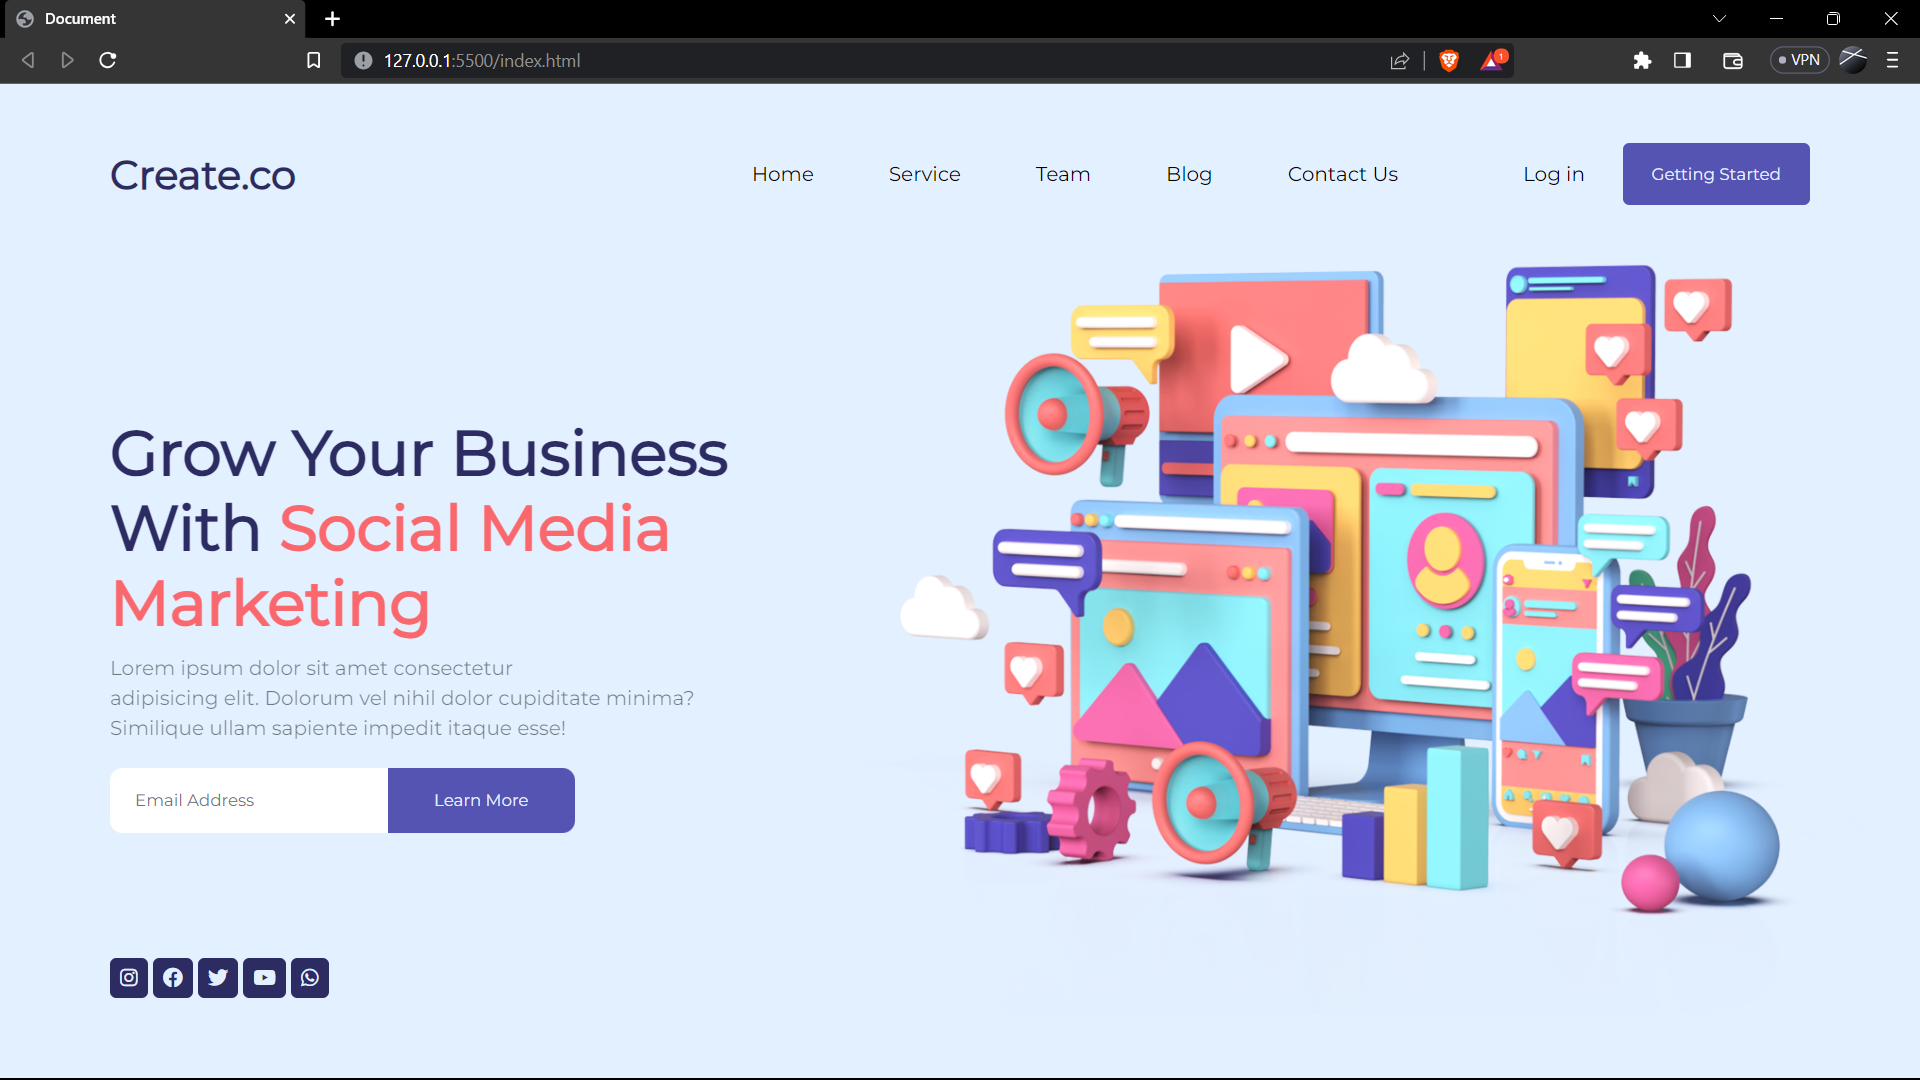 Document
127.0.0.1:5500/index.html
1
VPN
Create.co
Home
Service
Team
Blog
Contact Us
Log in
Getting Started
Grow Your Business
With Social Media
Marketing
Lorem ipsum dolor sit amet consectetur
adipisicing elit. Dolorum vel nihil dolor cupiditate minima?
Similique ullam sapiente impedit itaque esse!
Email Address
Learn More